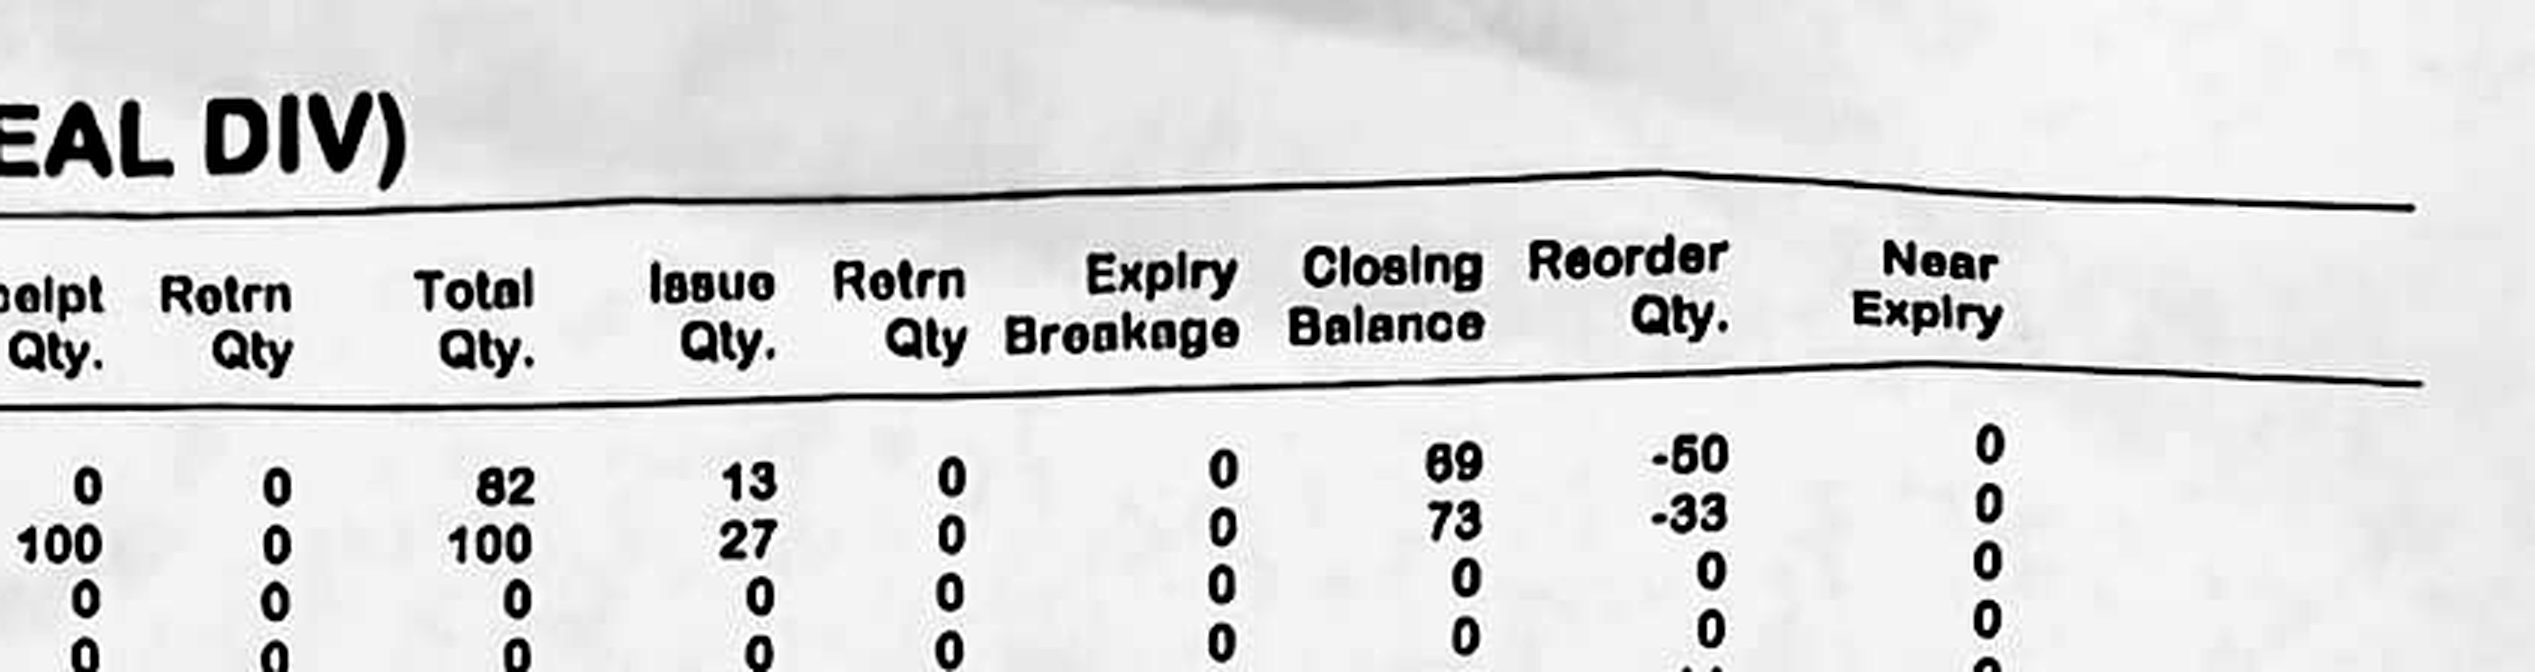 EAL DIV)
ceipt Retrn Total Issue Retrn Expiry Closing Reorder Near
Qty. Qty Qty. Qty. Qty Breakage Balance Qty. Expiry
0 0 82 13 0 0 69 -50 0
100 0 100 27 0 0 73 -33 0
0 0 0 0 0 0 0 0 0
0 0 0 0 0 0 0 0 0